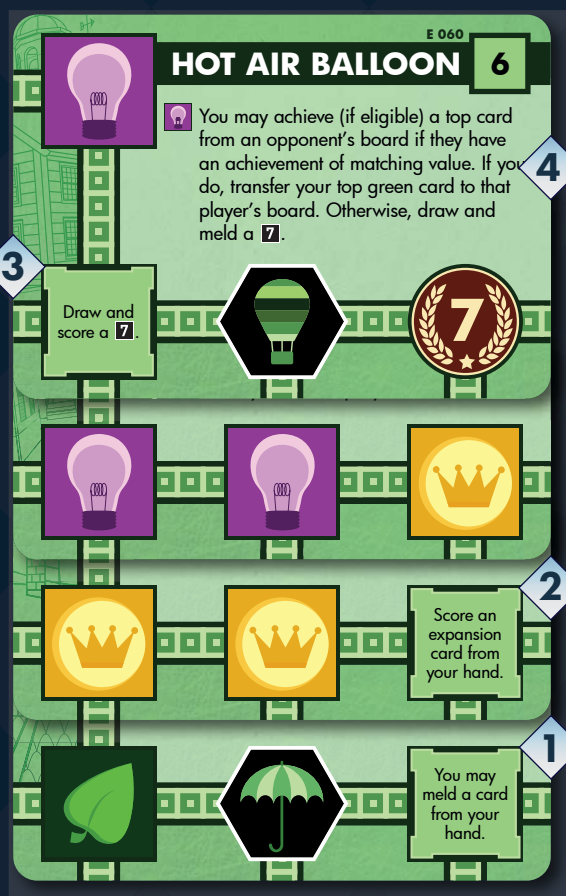 E 060
HOT AIR BALLOON 6
You may achieve (if eligible) a top card
from an opponent's board if they have
an achievement of matching value. If you
do, transfer your top green card to that
player's board. Otherwise, draw and
meld a 7.
4
3
Draw and
score a 7.
7
2
Score an
expansion
card from
your hand.
1
You may
meld a card
from your
hand.